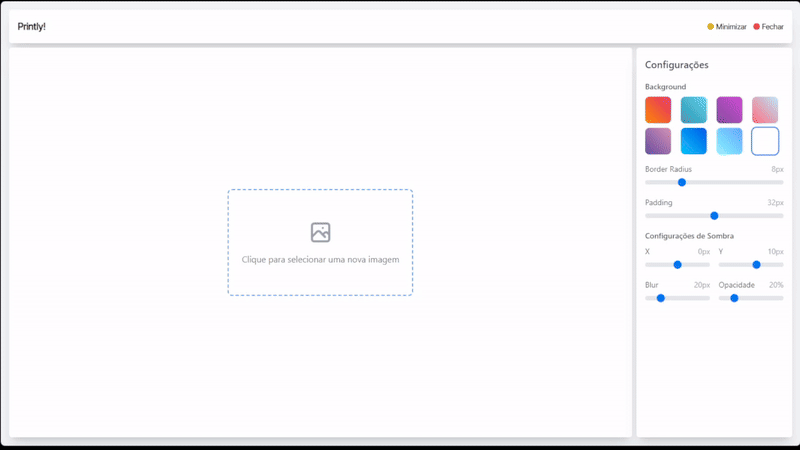 Printly!
Minimizar
Fechar
Clique para selecionar uma nova imagem
Configurações
Background
Border Radius 8px
Padding 32px
Configurações de Sombra
X 0px Y 10px
Blur 20px Opacidade 20%